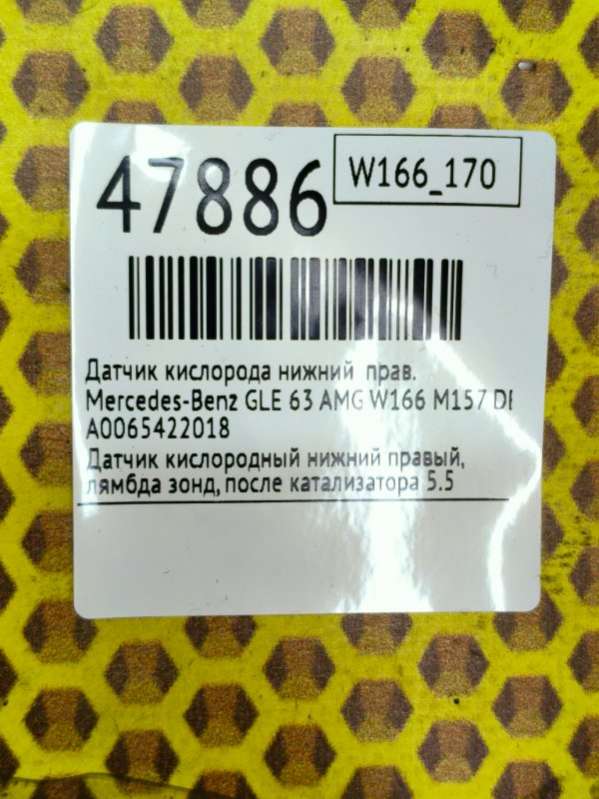 47886
W166_170
Датчик кислорода нижний прав.
Mercedes-Benz GLE 63 AMG W166 M157 DE
A0065422018
Датчик кислородный нижний правый,
лямбда зонд, после катализатора 5.5